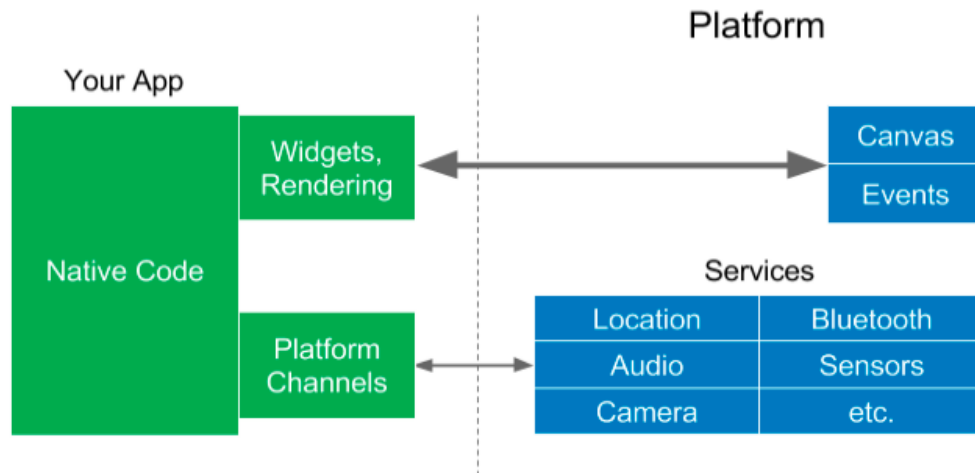 Platform
Your App
Widgets,
Rendering
Canvas
Events
Native Code
Services
Platform
Channels
Location
Bluetooth
Audio
Sensors
Camera
etc.